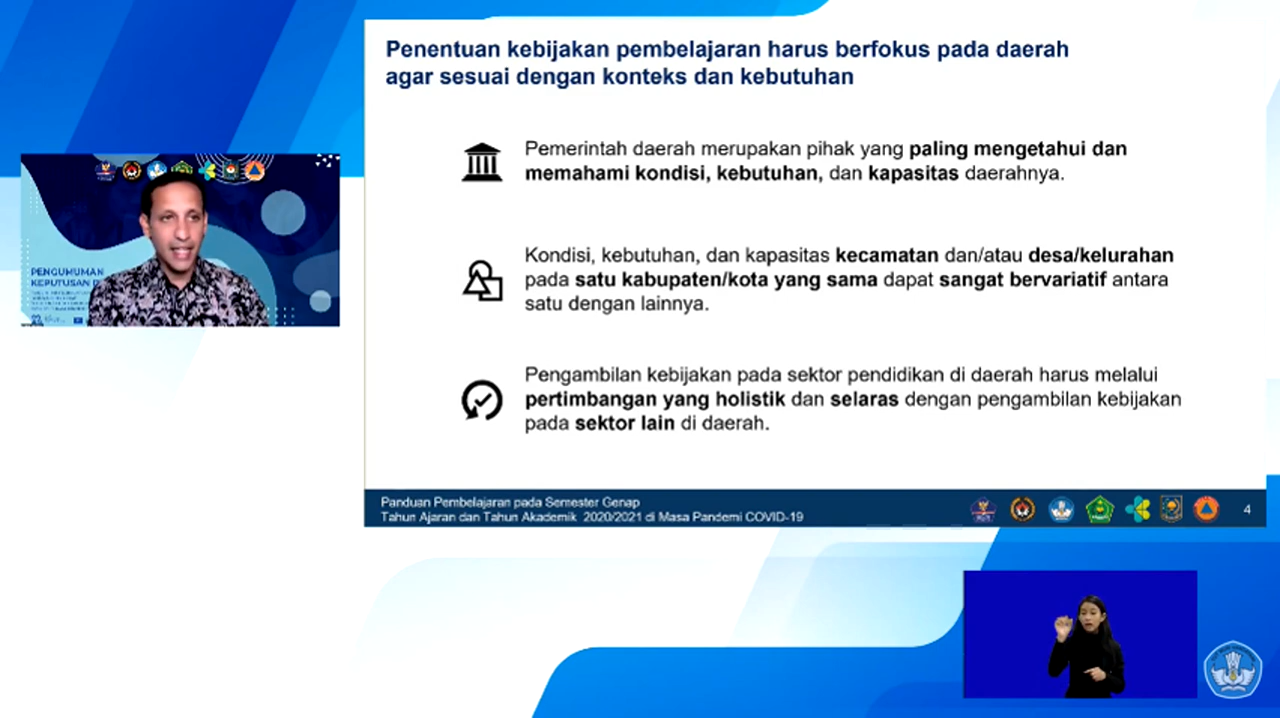 Penentuan kebijakan pembelajaran harus berfokus pada daerah
agar sesuai dengan konteks dan kebutuhan
Pemerintah daerah merupakan pihak yang paling mengetahui dan
memahami kondisi, kebutuhan, dan kapasitas daerahnya.
PENGUMUMAN
KEPUTUSAN
Kondisi, kebutuhan, dan kapasitas kecamatan dan/atau desa/kelurahan
pada satu kabupaten/kota yang sama dapat sangat bervariatif antara
satu dengan lainnya.
Pengambilan kebijakan pada sektor pendidikan di daerah harus melalui
pertimbangan yang holistik dan selaras dengan pengambilan kebijakan
pada sektor lain di daerah.
Panduan Pembelajaran pada Semester Genap
Tahun Ajaran dan Tahun Akademik 2020/2021 di Masa Pandemi COVID-19
4